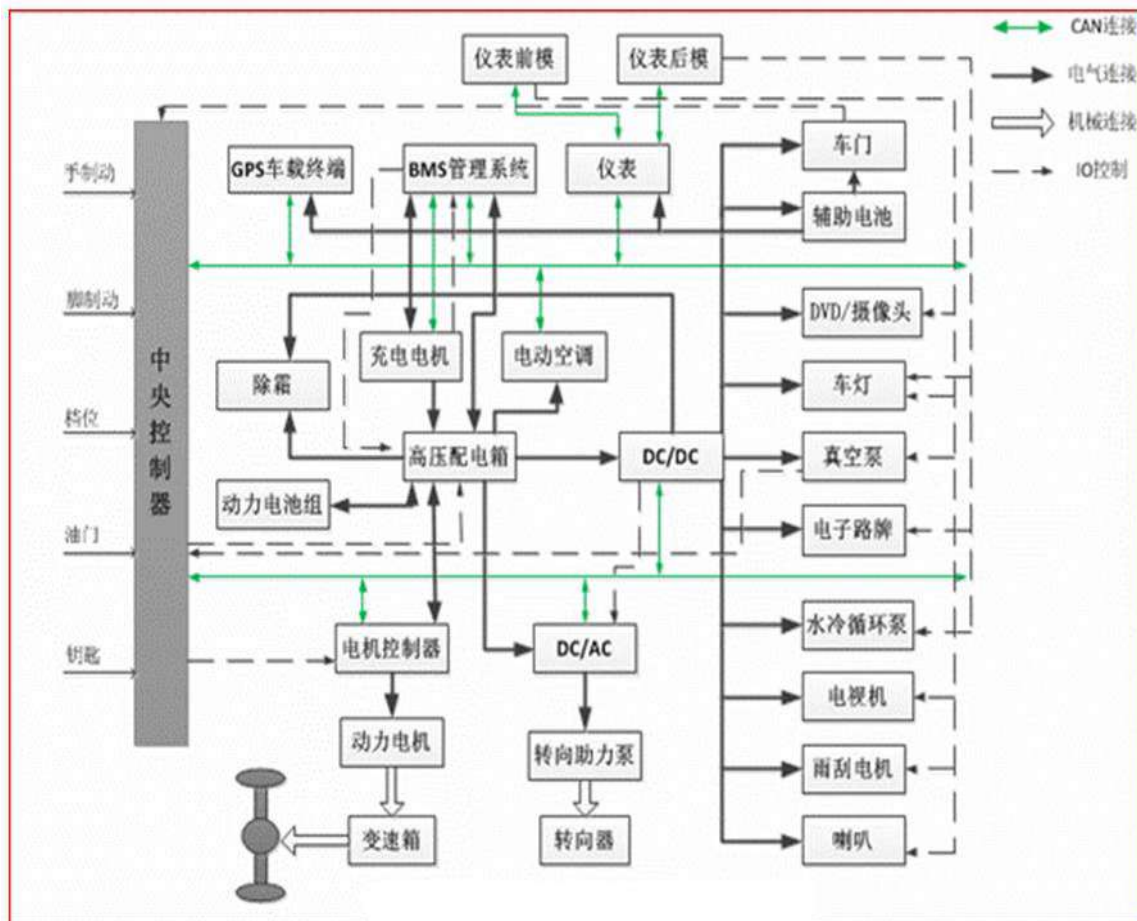 CAN连接
仪表前模
仪表后模
电气连接
机械连接
车门
手制动
GPS车载终端
BMS管理系统
仪表
IO控制
辅助电池
脚制动
DVD/摄像头
中央控制器
充电电机
电动空调
除霜
车灯
档位
高压配电箱
DC/DC
真空泵
动力电池组
电子路牌
油门
水冷循环泵
电机控制器
DC/AC
钥匙
电视机
动力电机
转向助力泵
雨刮电机
变速箱
转向器
喇叭